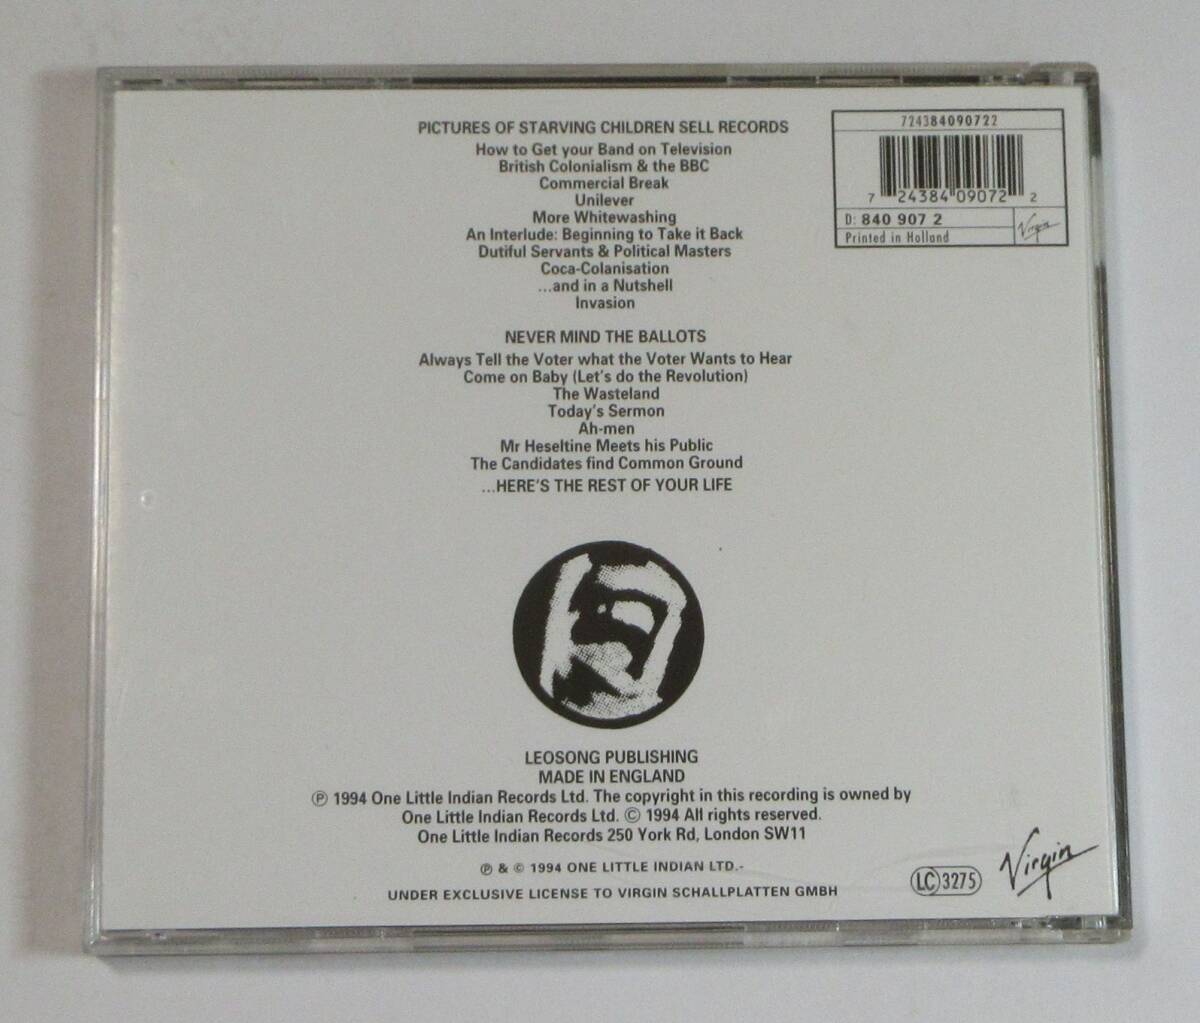 PICTURES OF STARVING CHILDREN SELL RECORDS
How to Get your Band on Television
British Colonialism & the BBC
Commercial Break
Unilever
More Whitewashing
An Interlude: Beginning to Take it Back
Dutiful Servants & Political Masters
Coca-Colanisation
...and in a Nutshell
Invasion
NEVER MIND THE BALLOTS
Always Tell the Voter what the Voter Wants to Hear
Come on Baby (Let's do the Revolution)
The Wasteland
Today's Sermon
Ah-men
Mr Heseltine Meets his Public
The Candidates find Common Ground
...HERE'S THE REST OF YOUR LIFE
724384090722
7 24384 09072 2
D: 840 907 2
Printed in Holland
Virgin
LEOSONG PUBLISHING
MADE IN ENGLAND
℗ 1994 One Little Indian Records Ltd. The copyright in this recording is owned by
One Little Indian Records Ltd. © 1994 All rights reserved.
One Little Indian Records 250 York Rd, London SW11
℗ & © 1994 ONE LITTLE INDIAN LTD.-
UNDER EXCLUSIVE LICENSE TO VIRGIN SCHALLPLATTEN GMBH
LC 3275
Virgin